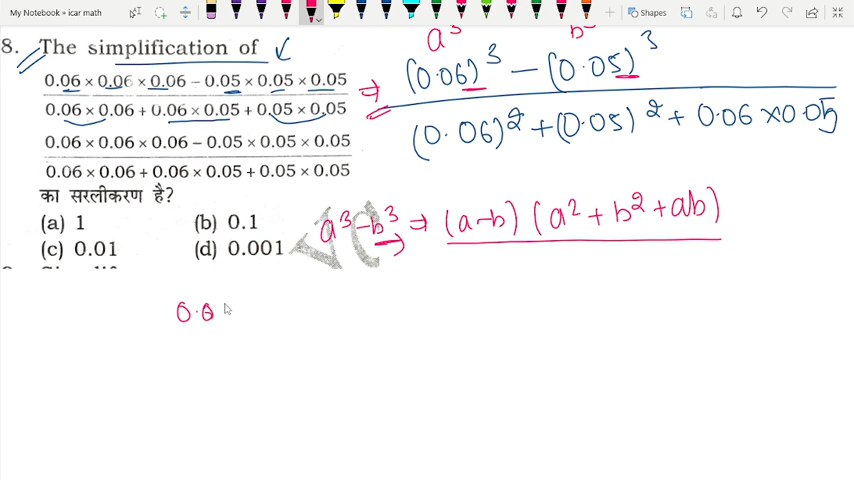 My Notebook > icar math
Shapes
8. The simplification of
0.06 × 0.06 × 0.06 − 0.05 × 0.05 × 0.05
0.06 × 0.06 + 0.06 × 0.05 + 0.05 × 0.05
0.06 × 0.06 × 0.06 − 0.05 × 0.05 × 0.05
0.06 × 0.06 + 0.06 × 0.05 + 0.05 × 0.05
का सरलीकरण है?
(a) 1 (b) 0.1
(c) 0.01 (d) 0.001
a³
⇒ (0.06)³ − (0.05)³
(0.06)² + (0.05)² + 0.06 × 0.05
a³ − b³ ⇒ (a − b) (a² + b² + ab)
0.0